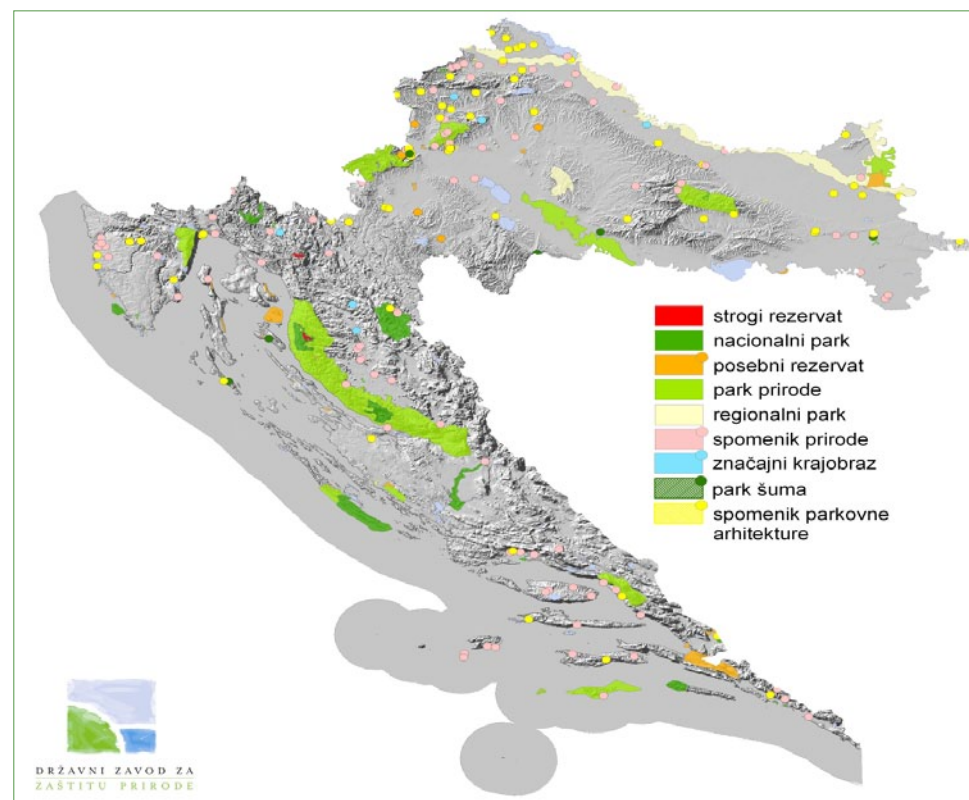 strogi rezervat
nacionalni park
posebni rezervat
park prirode
regionalni park
spomenik prirode
značajni krajobraz
park šuma
spomenik parkovne
arhitekture
DRŽAVNI ZAVOD ZA
ZAŠTITU PRIRODE